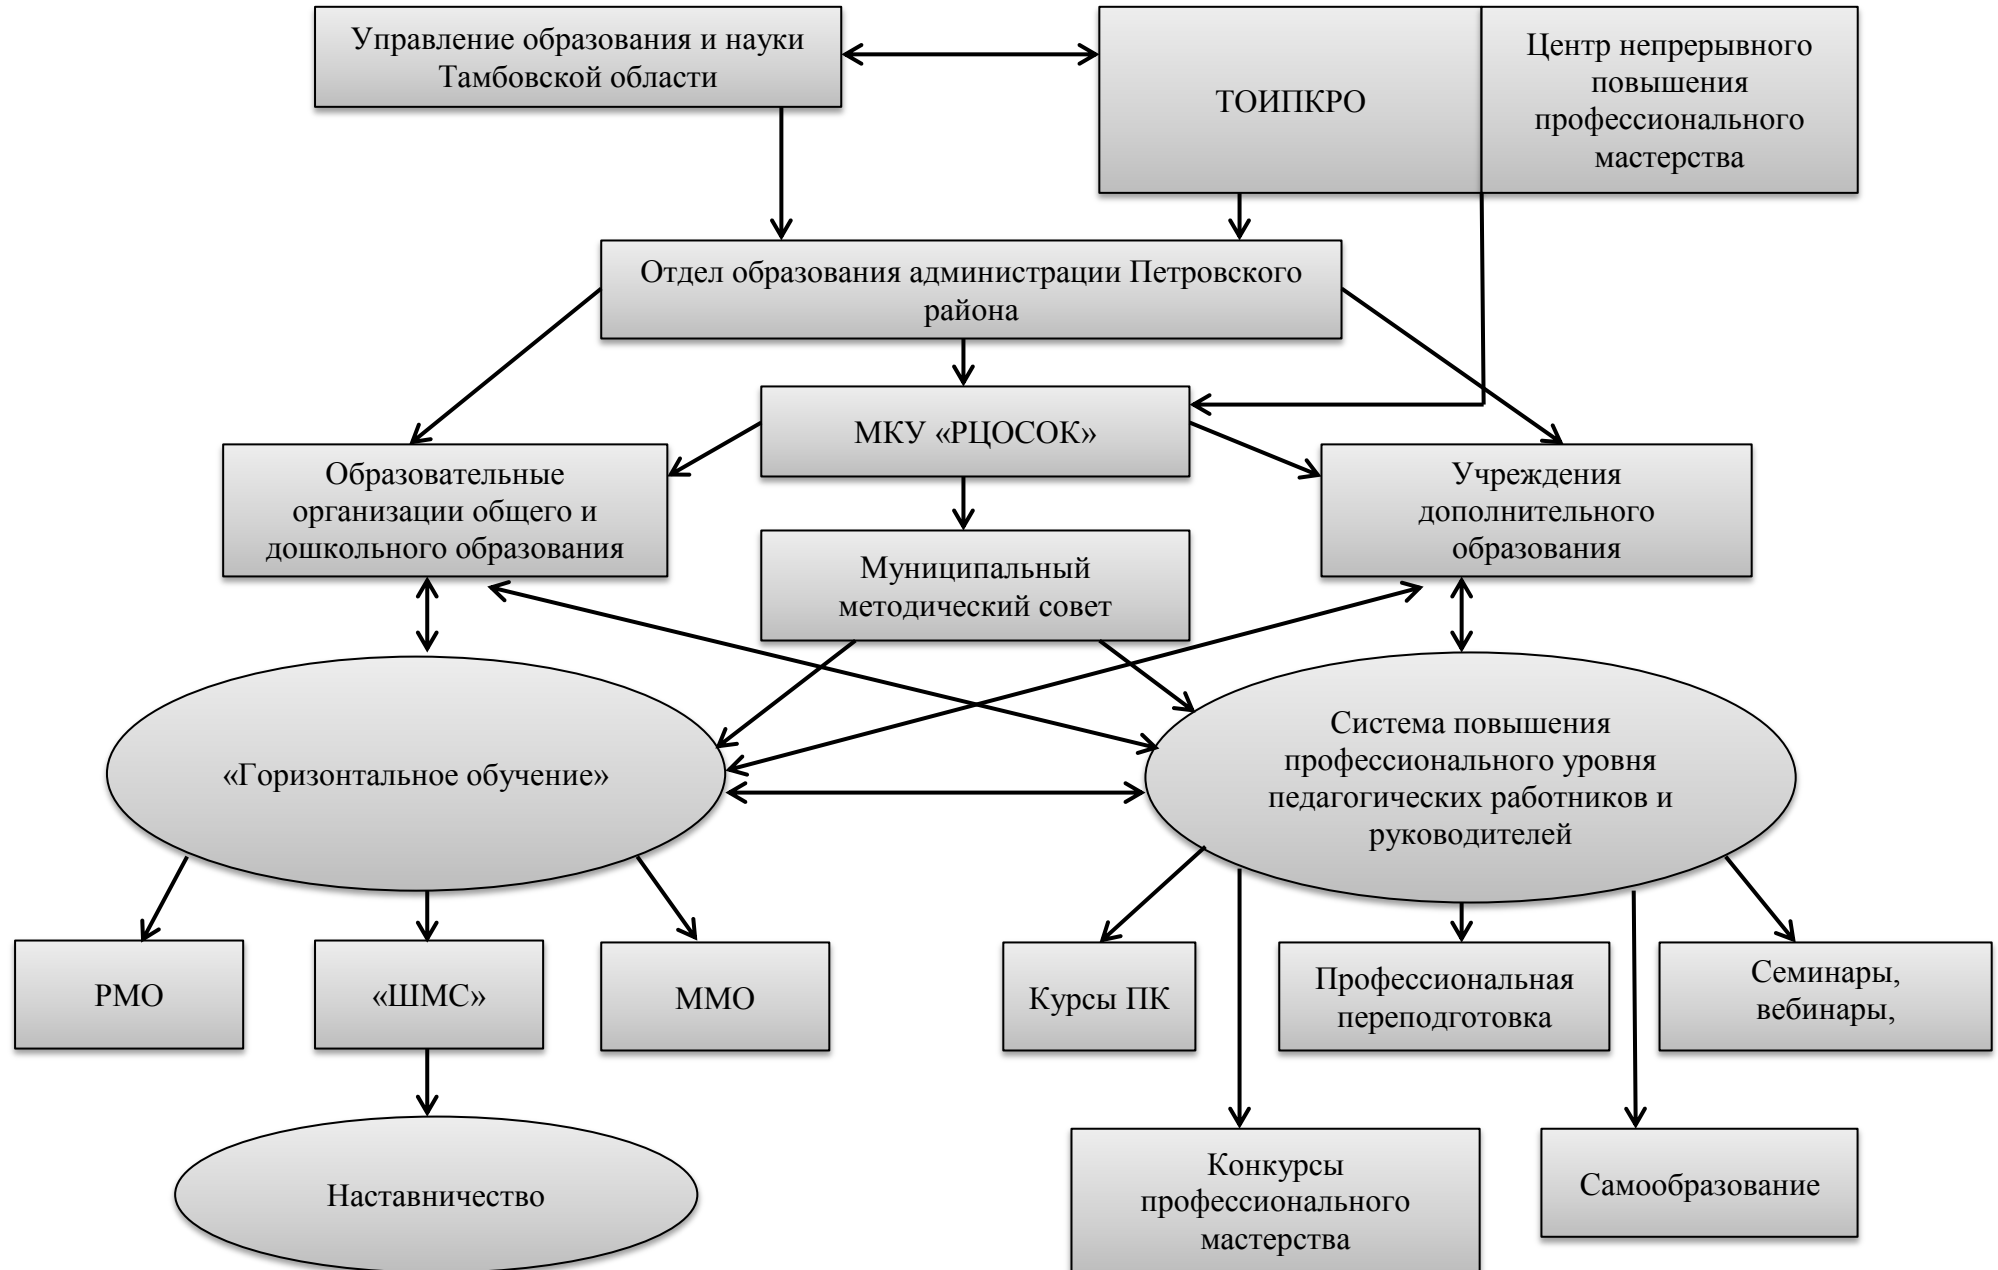 Управление образования и науки
Тамбовской области
ТОИПКРО
Центр непрерывного
повышения
профессионального
мастерства
Отдел образования администрации Петровского
района
МКУ «РЦОСОК»
Образовательные
организации общего и
дошкольного образования
Учреждения
дополнительного
образования
Муниципальный
методический совет
«Горизонтальное обучение»
Система повышения
профессионального уровня
педагогических работников и
руководителей
РМО
«ШМС»
ММО
Курсы ПК
Профессиональная
переподготовка
Семинары,
вебинары,
Наставничество
Конкурсы
профессионального
мастерства
Самообразование